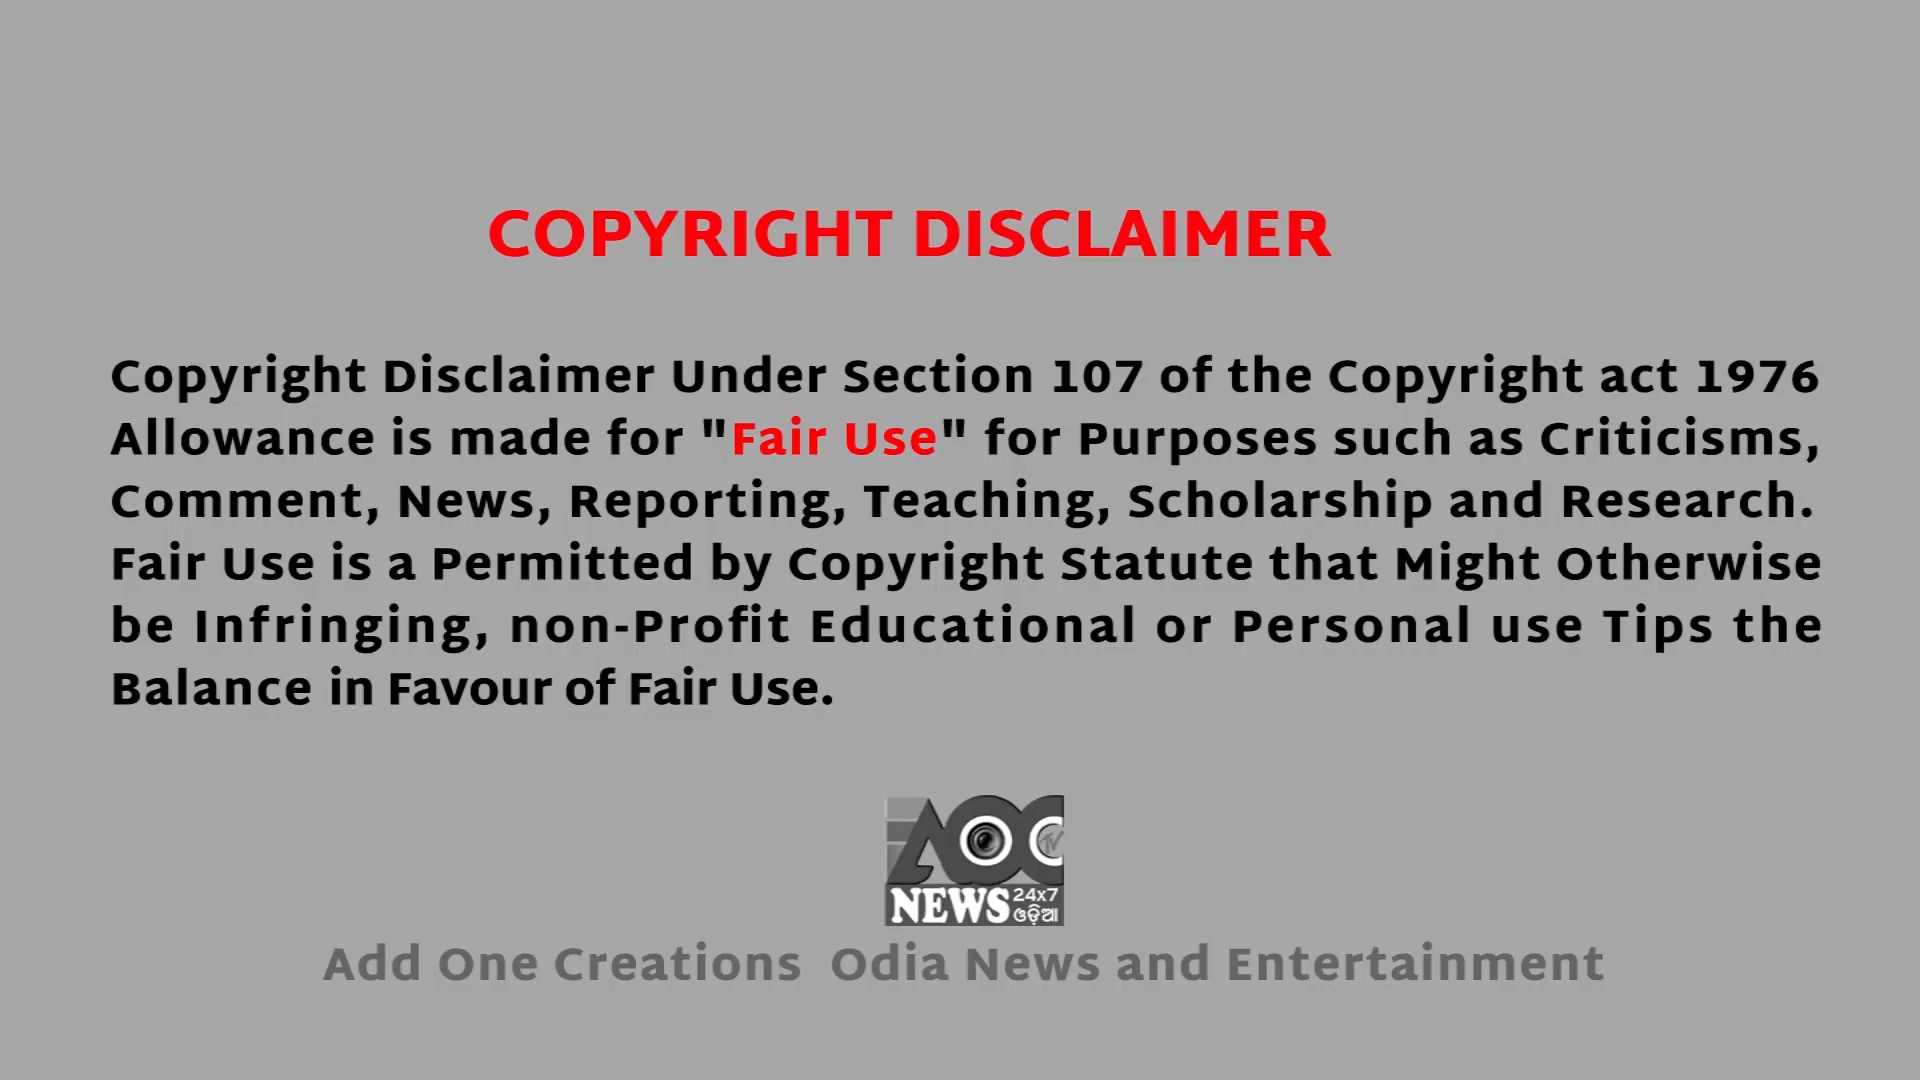 COPYRIGHT DISCLAIMER
Copyright Disclaimer Under Section 107 of the Copyright act 1976
Allowance is made for "Fair Use" for Purposes such as Criticisms,
Comment, News, Reporting, Teaching, Scholarship and Research.
Fair Use is a Permitted by Copyright Statute that Might Otherwise
be Infringing, non-Profit Educational or Personal use Tips the
Balance in Favour of Fair Use.
AOC
TV
NEWS 24x7
ଓଡ଼ିଆ
Add One Creations Odia News and Entertainment